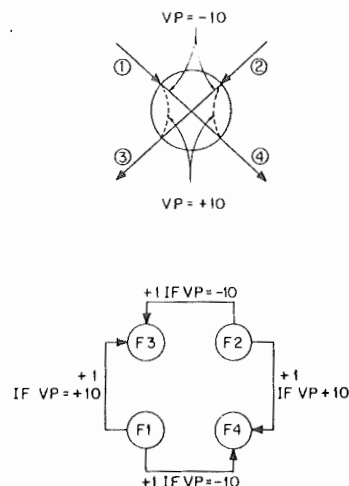 VP=-10
① ②
③ ④
VP=+10
+1 IF VP=-10
F3 F2
+1
IF VP=+10
+1
IF VP+10
F1 F4
+1 IF VP=-10